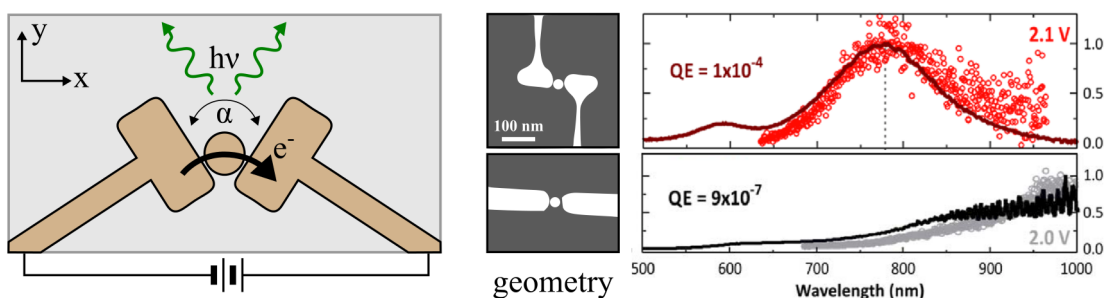 y
x
hν
α
e-
100 nm
geometry
2.1 V
QE = 1x10-4
1.0
0.5
0.0
QE = 9x10-7
2.0 V
1.0
0.5
0.0
500 600 700 800 900 1000
Wavelength (nm)